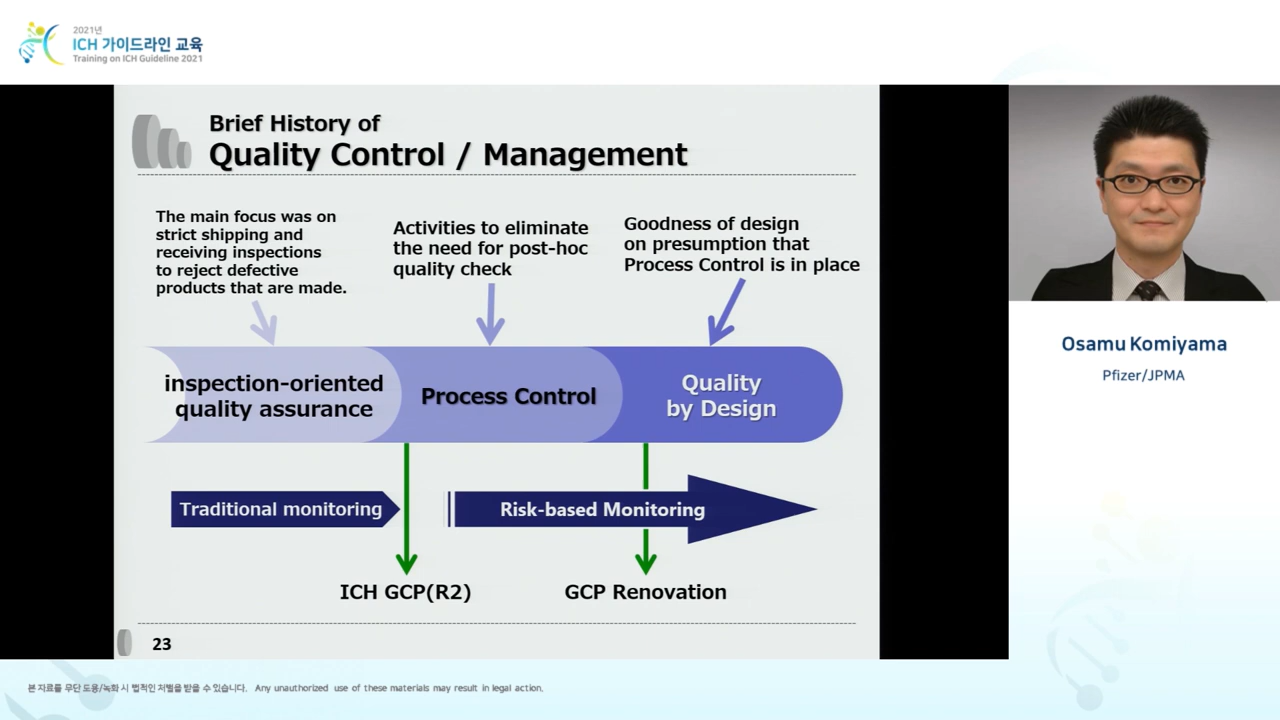 2021년
ICH 가이드라인 교육
Training on ICH Guideline 2021
Brief History of
Quality Control / Management
The main focus was on
strict shipping and
receiving inspections
to reject defective
products that are made.
Activities to eliminate
the need for post-hoc
quality check
Goodness of design
on presumption that
Process Control is in place
inspection-oriented
quality assurance
Process Control
Quality
by Design
Traditional monitoring
Risk-based Monitoring
ICH GCP(R2)
GCP Renovation
23
Osamu Komiyama
Pfizer/JPMA
본 자료를 무단 도용/녹화 시 법적인 처벌을 받을 수 있습니다. Any unauthorized use of these materials may result in legal action.